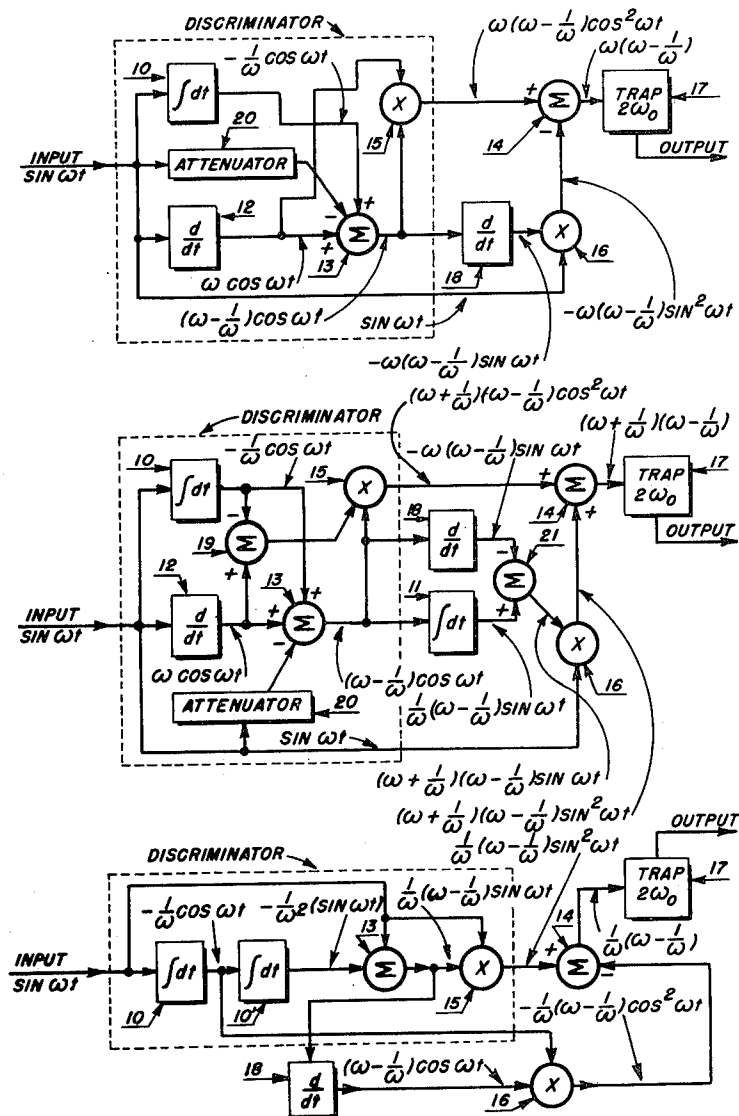 DISCRIMINATOR
-1/ω cos ωt
ω(ω-1/ω)cos²ωt
ω(ω-1/ω)
10
∫dt
X
15
+
Σ
-
14
TRAP
2ω₀
17
OUTPUT
20
INPUT
SIN ωt
ATTENUATOR
12
d/dt
-
+
+
Σ
13
ω cos ωt
(ω-1/ω)cos ωt
d/dt
18
X
16
SIN ωt
-ω(ω-1/ω)sin²ωt
-ω(ω-1/ω)sin ωt
(ω+1/ω)(ω-1/ω)cos²ωt
DISCRIMINATOR
(ω+1/ω)(ω-1/ω)
10
-1/ω cos ωt
15
-ω(ω-1/ω)sin ωt
∫dt
X
+
Σ
+
14
TRAP
2ω₀
17
OUTPUT
-
19
Σ
+
18
d/dt
-
21
Σ
+
12
13
11
INPUT
SIN ωt
d/dt
+
+
-
Σ
∫dt
X
16
ω cos ωt
(ω-1/ω)cos ωt
1/ω(ω-1/ω)sin ωt
ATTENUATOR
20
SIN ωt
(ω+1/ω)(ω-1/ω)sin ωt
(ω+1/ω)(ω-1/ω)sin²ωt
1/ω(ω-1/ω)sin²ωt
OUTPUT
DISCRIMINATOR
TRAP
2ω₀
17
-1/ω cos ωt
-1/ω2(sin ωt)
1/ω(ω-1/ω)sin ωt
13
14
1/ω(ω-1/ω)
INPUT
SIN ωt
∫dt
∫dt
Σ
X
+
Σ
-
10
10'
15
-1/ω(ω-1/ω)cos²ωt
18
d/dt
(ω-1/ω)cos ωt
X
16